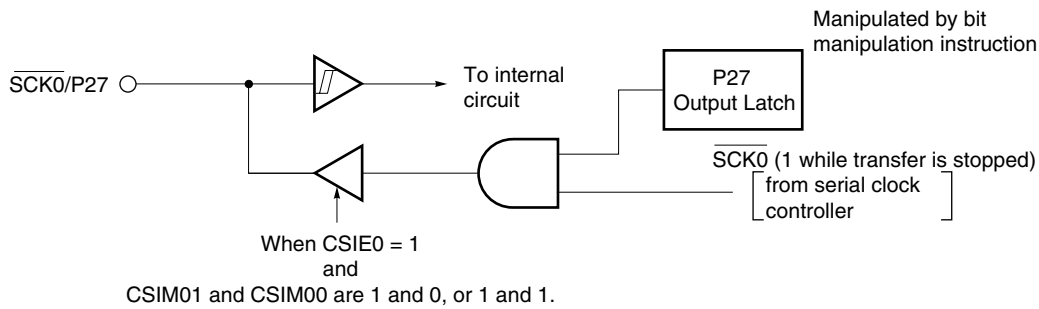 Manipulated by bit
manipulation instruction
SCK0/P27
To internal
circuit
P27
Output Latch
SCK0 (1 while transfer is stopped)
from serial clock
controller
When CSIE0 = 1
and
CSIM01 and CSIM00 are 1 and 0, or 1 and 1.